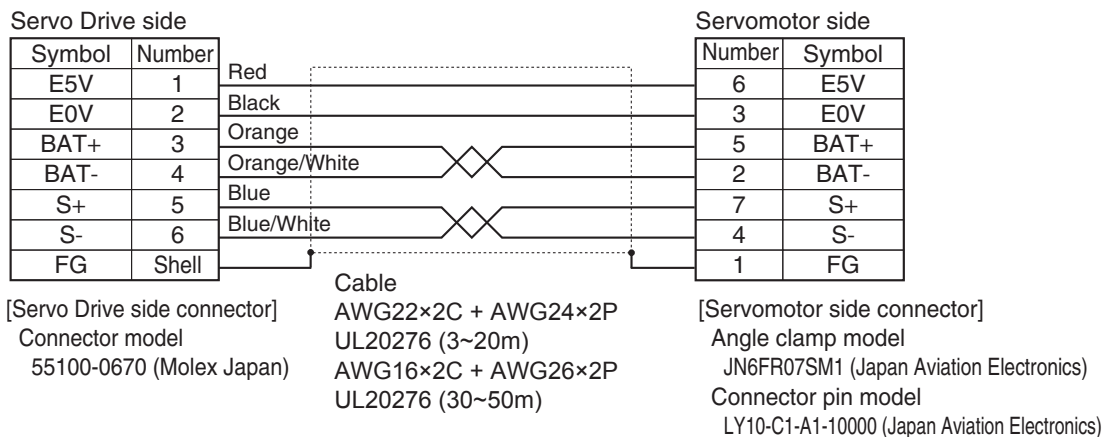 Servo Drive side Servomotor side
Symbol Number Number Symbol
Red
E5V 1 6 E5V
Black
E0V 2 3 E0V
Orange
BAT+ 3 5 BAT+
Orange/White
BAT- 4 2 BAT-
Blue
S+ 5 7 S+
Blue/White
S- 6 4 S-
FG Shell 1 FG
[Servo Drive side connector]
Connector model
55100-0670 (Molex Japan)
Cable
AWG22×2C + AWG24×2P
UL20276 (3~20m)
AWG16×2C + AWG26×2P
UL20276 (30~50m)
[Servomotor side connector]
Angle clamp model
JN6FR07SM1 (Japan Aviation Electronics)
Connector pin model
LY10-C1-A1-10000 (Japan Aviation Electronics)